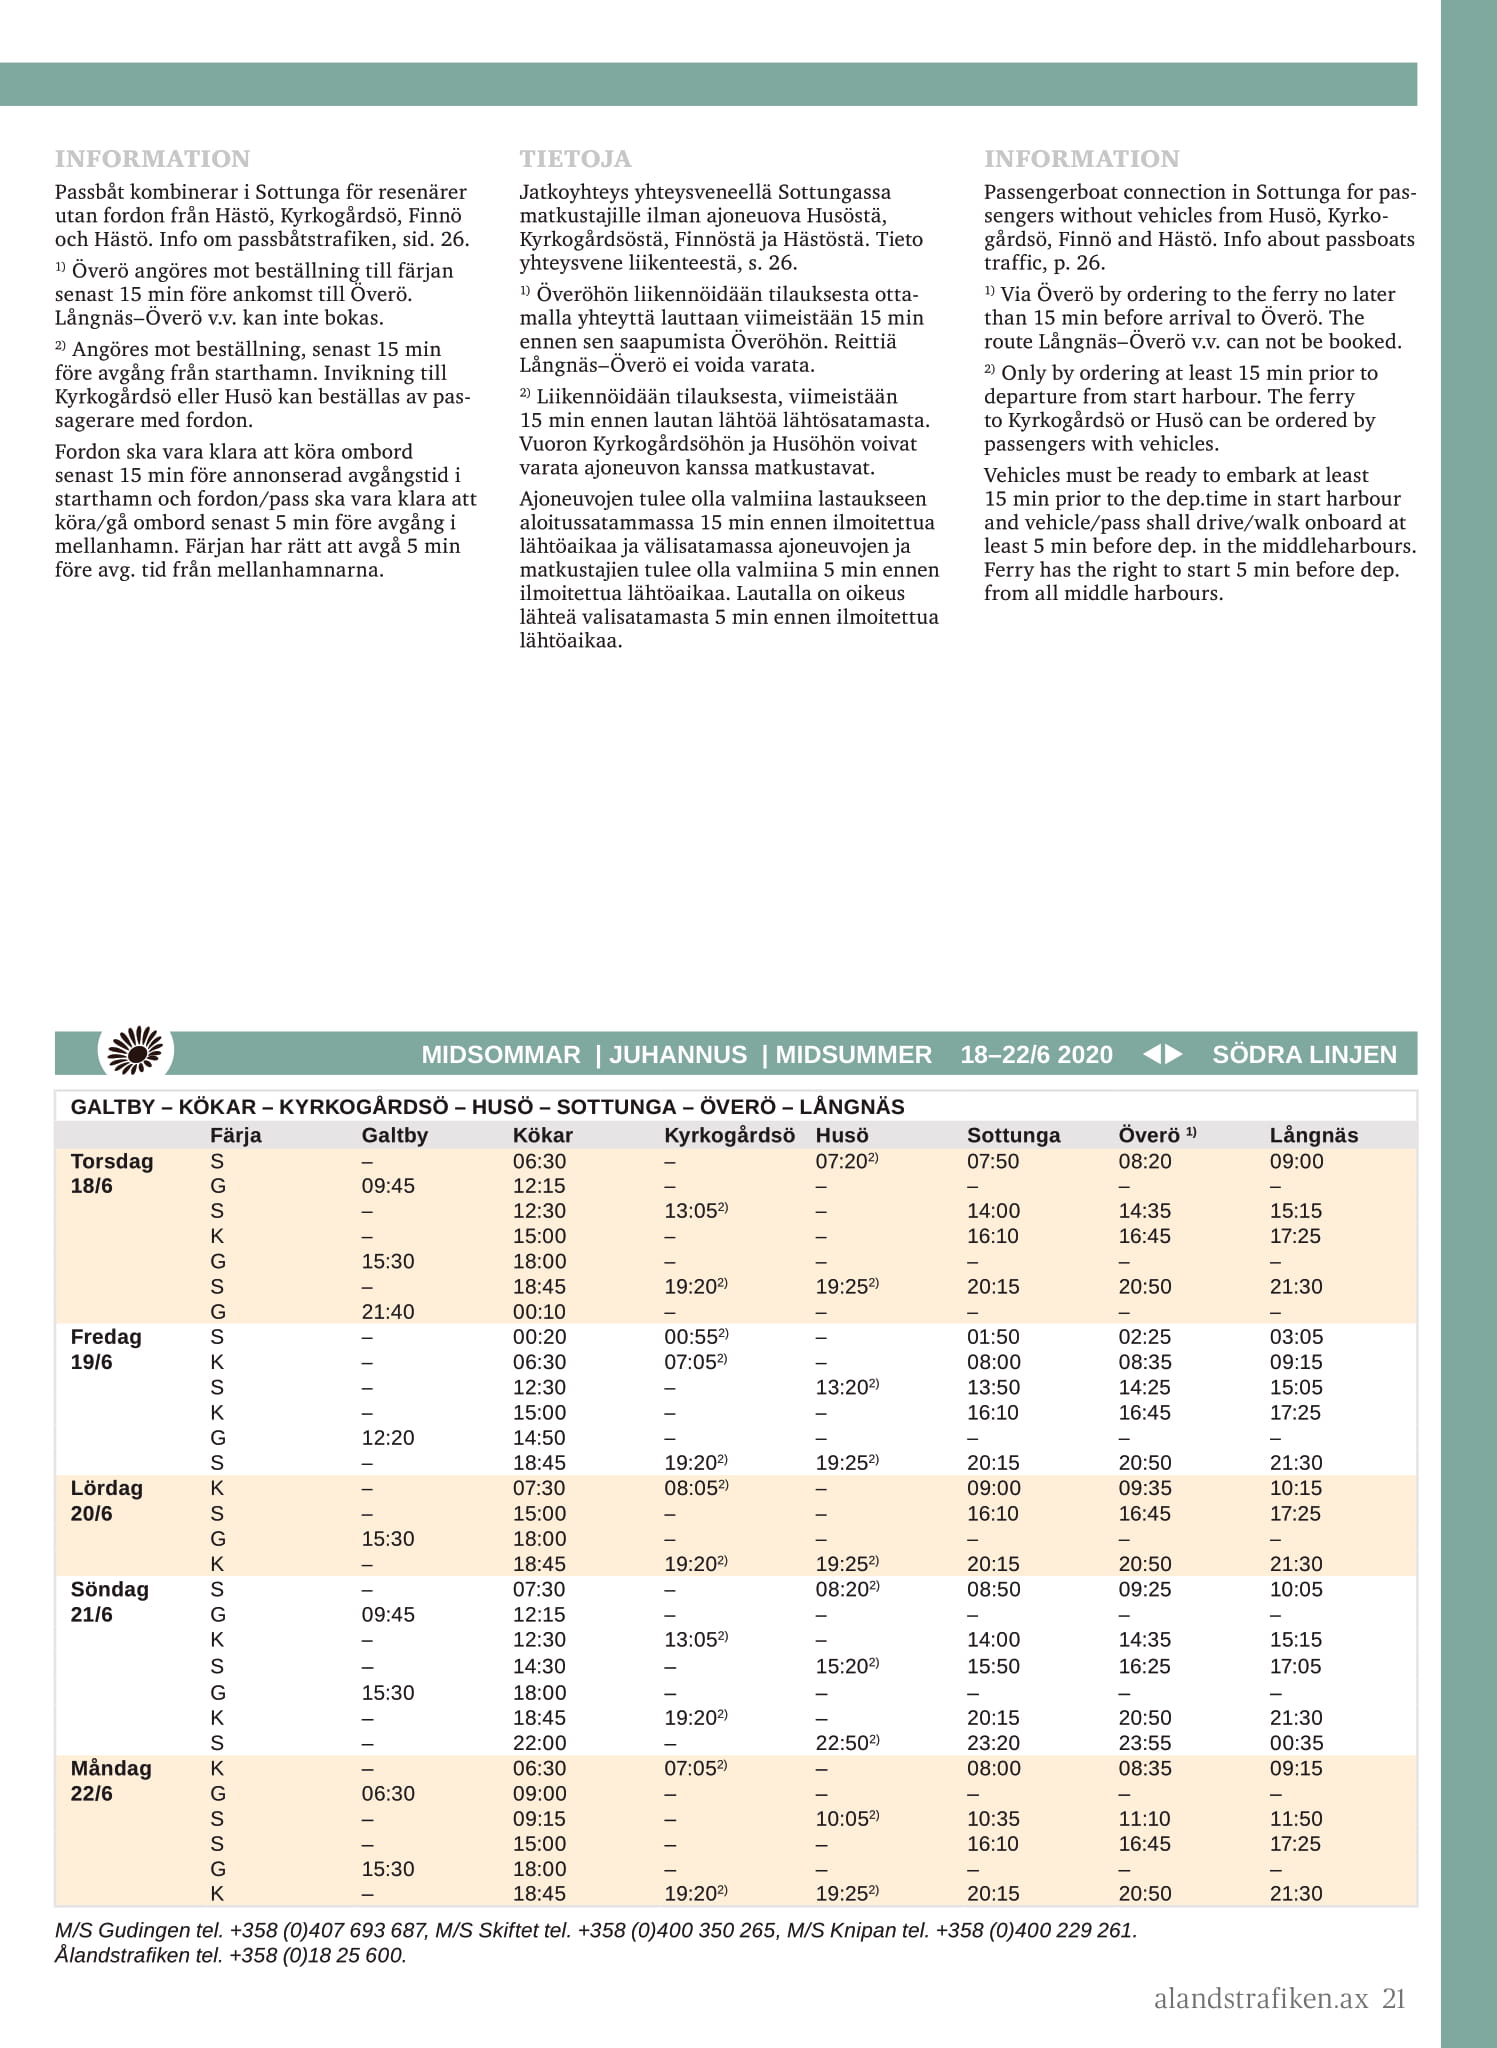 INFORMATION
Passbåt kombinerar i Sottunga för resenärer
utan fordon från Hästö, Kyrkogårdsö, Finnö
och Hästö. Info om passbåtstrafiken, sid. 26.
1) Överö angöres mot beställning till färjan
senast 15 min före ankomst till Överö.
Långnäs–Överö v.v. kan inte bokas.
2) Angöres mot beställning, senast 15 min
före avgång från starthamn. Invikning till
Kyrkogårdsö eller Husö kan beställas av pas-
sagerare med fordon.
Fordon ska vara klara att köra ombord
senast 15 min före annonserad avgångstid i
starthamn och fordon/pass ska vara klara att
köra/gå ombord senast 5 min före avgång i
mellanhamn. Färjan har rätt att avgå 5 min
före avg. tid från mellanhamnarna.
TIETOJA
Jatkoyhteys yhteysveneellä Sottungassa
matkustajille ilman ajoneuova Husöstä,
Kyrkogårdsöstä, Finnöstä ja Hästöstä. Tieto
yhteysvene liikenteestä, s. 26.
1) Överöhön liikennöidään tilauksesta otta-
malla yhteyttä lauttaan viimeistään 15 min
ennen sen saapumista Överöhön. Reittiä
Långnäs–Överö ei voida varata.
2) Liikennöidään tilauksesta, viimeistään
15 min ennen lautan lähtöä lähtösatamasta.
Vuoron Kyrkogårdsöhön ja Husöhön voivat
varata ajoneuvon kanssa matkustavat.
Ajoneuvojen tulee olla valmiina lastaukseen
aloitussatammassa 15 min ennen ilmoitettua
lähtöaikaa ja välisatamassa ajoneuvojen ja
matkustajien tulee olla valmiina 5 min ennen
ilmoitettua lähtöaikaa. Lautalla on oikeus
lähteä valisatamasta 5 min ennen ilmoitettua
lähtöaikaa.
INFORMATION
Passengerboat connection in Sottunga for pas-
sengers without vehicles from Husö, Kyrko-
gårdsö, Finnö and Hästö. Info about passboats
traffic, p. 26.
1) Via Överö by ordering to the ferry no later
than 15 min before arrival to Överö. The
route Långnäs–Överö v.v. can not be booked.
2) Only by ordering at least 15 min prior to
departure from start harbour. The ferry
to Kyrkogårdsö or Husö can be ordered by
passengers with vehicles.
Vehicles must be ready to embark at least
15 min prior to the dep.time in start harbour
and vehicle/pass shall drive/walk onboard at
least 5 min before dep. in the middleharbours.
Ferry has the right to start 5 min before dep.
from all middle harbours.
MIDSOMMAR | JUHANNUS | MIDSUMMER 18–22/6 2020 ◀▶ SÖDRA LINJEN
GALTBY – KÖKAR – KYRKOGÅRDSÖ – HUSÖ – SOTTUNGA – ÖVERÖ – LÅNGNÄS
Färja Galtby Kökar Kyrkogårdsö Husö Sottunga Överö 1) Långnäs
Torsdag S – 06:30 – 07:20 2) 07:50 08:20 09:00
18/6 G 09:45 12:15 – – – – –
S – 12:30 13:05 2) – 14:00 14:35 15:15
K – 15:00 – – 16:10 16:45 17:25
G 15:30 18:00 – – – – –
S – 18:45 19:20 2) 19:25 2) 20:15 20:50 21:30
G 21:40 00:10 – – – – –
Fredag S – 00:20 00:55 2) – 01:50 02:25 03:05
19/6 K – 06:30 07:05 2) – 08:00 08:35 09:15
S – 12:30 – 13:20 2) 13:50 14:25 15:05
K – 15:00 – – 16:10 16:45 17:25
G 12:20 14:50 – – – – –
S – 18:45 19:20 2) 19:25 2) 20:15 20:50 21:30
Lördag K – 07:30 08:05 2) – 09:00 09:35 10:15
20/6 S – 15:00 – – 16:10 16:45 17:25
G 15:30 18:00 – – – – –
K – 18:45 19:20 2) 19:25 2) 20:15 20:50 21:30
Söndag S – 07:30 – 08:20 2) 08:50 09:25 10:05
21/6 G 09:45 12:15 – – – – –
K – 12:30 13:05 2) – 14:00 14:35 15:15
S – 14:30 – 15:20 2) 15:50 16:25 17:05
G 15:30 18:00 – – – – –
K – 18:45 19:20 2) – 20:15 20:50 21:30
S – 22:00 – 22:50 2) 23:20 23:55 00:35
Måndag K – 06:30 07:05 2) – 08:00 08:35 09:15
22/6 G 06:30 09:00 – – – – –
S – 09:15 – 10:05 2) 10:35 11:10 11:50
S – 15:00 – – 16:10 16:45 17:25
G 15:30 18:00 – – – – –
K – 18:45 19:20 2) 19:25 2) 20:15 20:50 21:30
M/S Gudingen tel. +358 (0)407 693 687, M/S Skiftet tel. +358 (0)400 350 265, M/S Knipan tel. +358 (0)400 229 261.
Ålandstrafiken tel. +358 (0)18 25 600.
alandstrafiken.ax 21